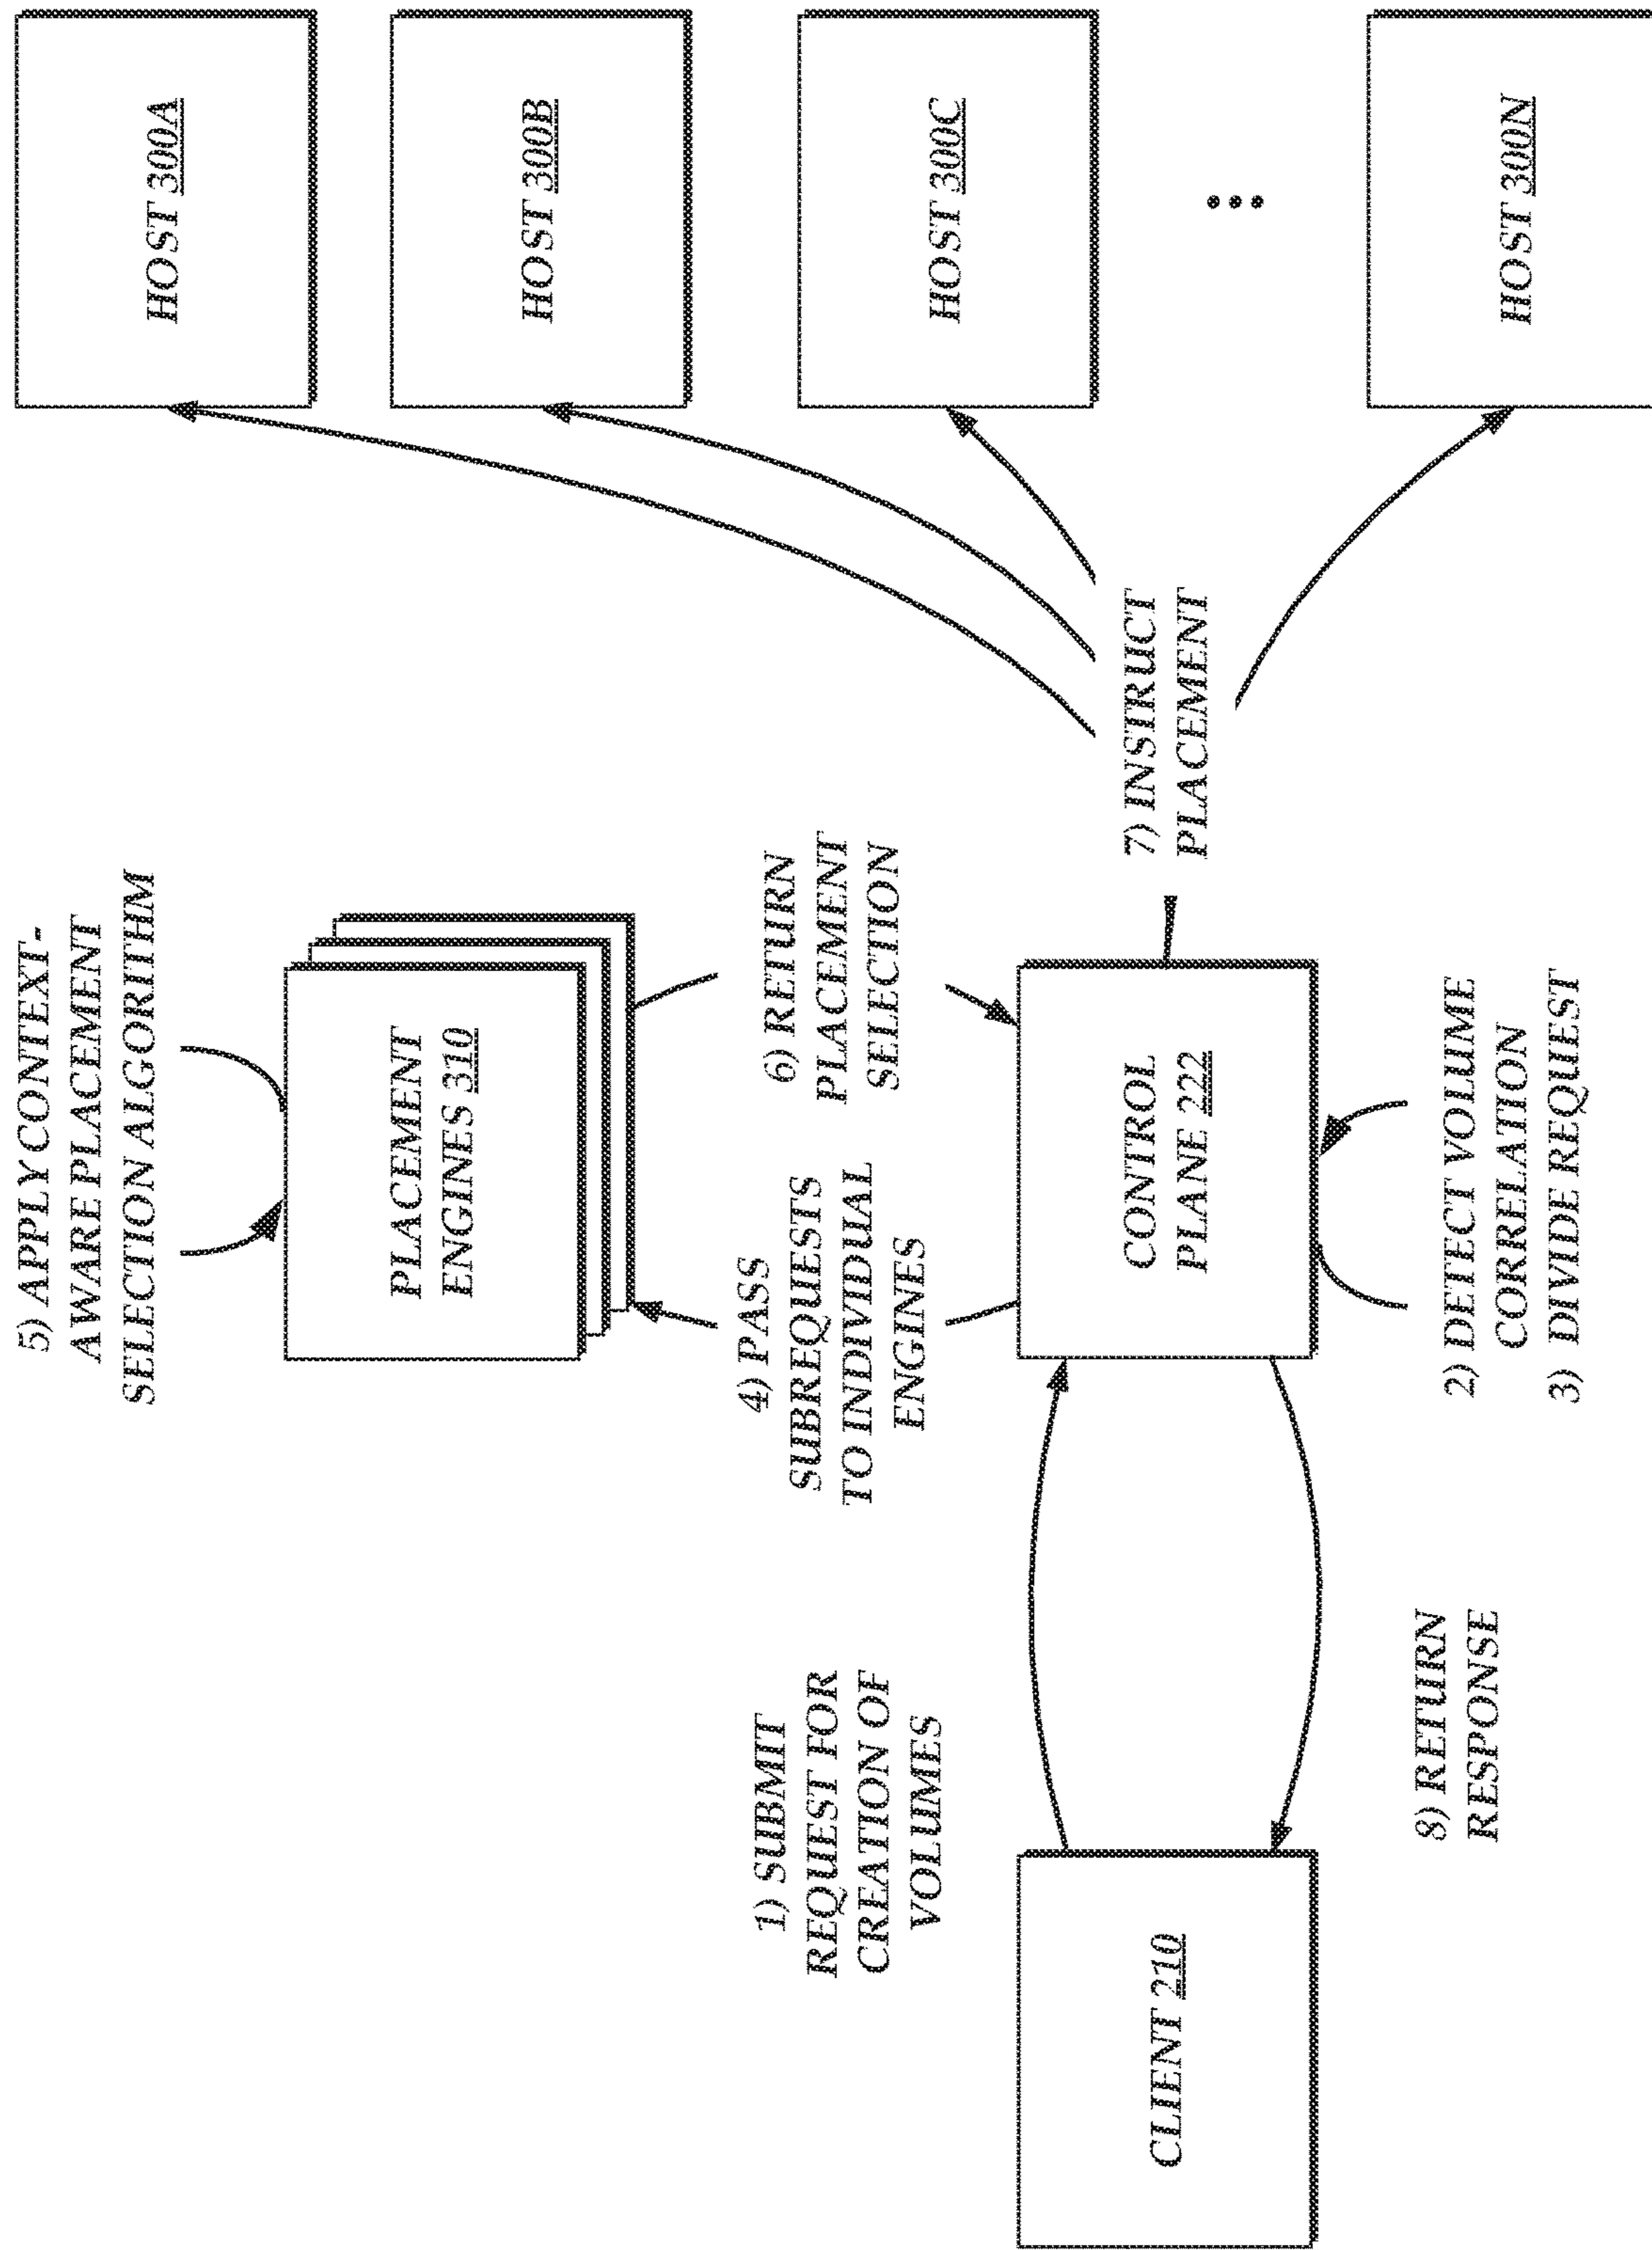 5) APPLY CONTEXT-
AWARE PLACEMENT
SELECTION ALGORITHM
PLACEMENT
ENGINES 310
4) PASS
SUBREQUESTS
TO INDIVIDUAL
ENGINES
6) RETURN
PLACEMENT
SELECTION
1) SUBMIT
REQUEST FOR
CREATION OF
VOLUMES
CLIENT 210
CONTROL
PLANE 222
7) INSTRUCT
PLACEMENT
8) RETURN
RESPONSE
2) DETECT VOLUME
CORRELATION
3) DIVIDE REQUEST
HOST 300A
HOST 300B
HOST 300C
HOST 300N